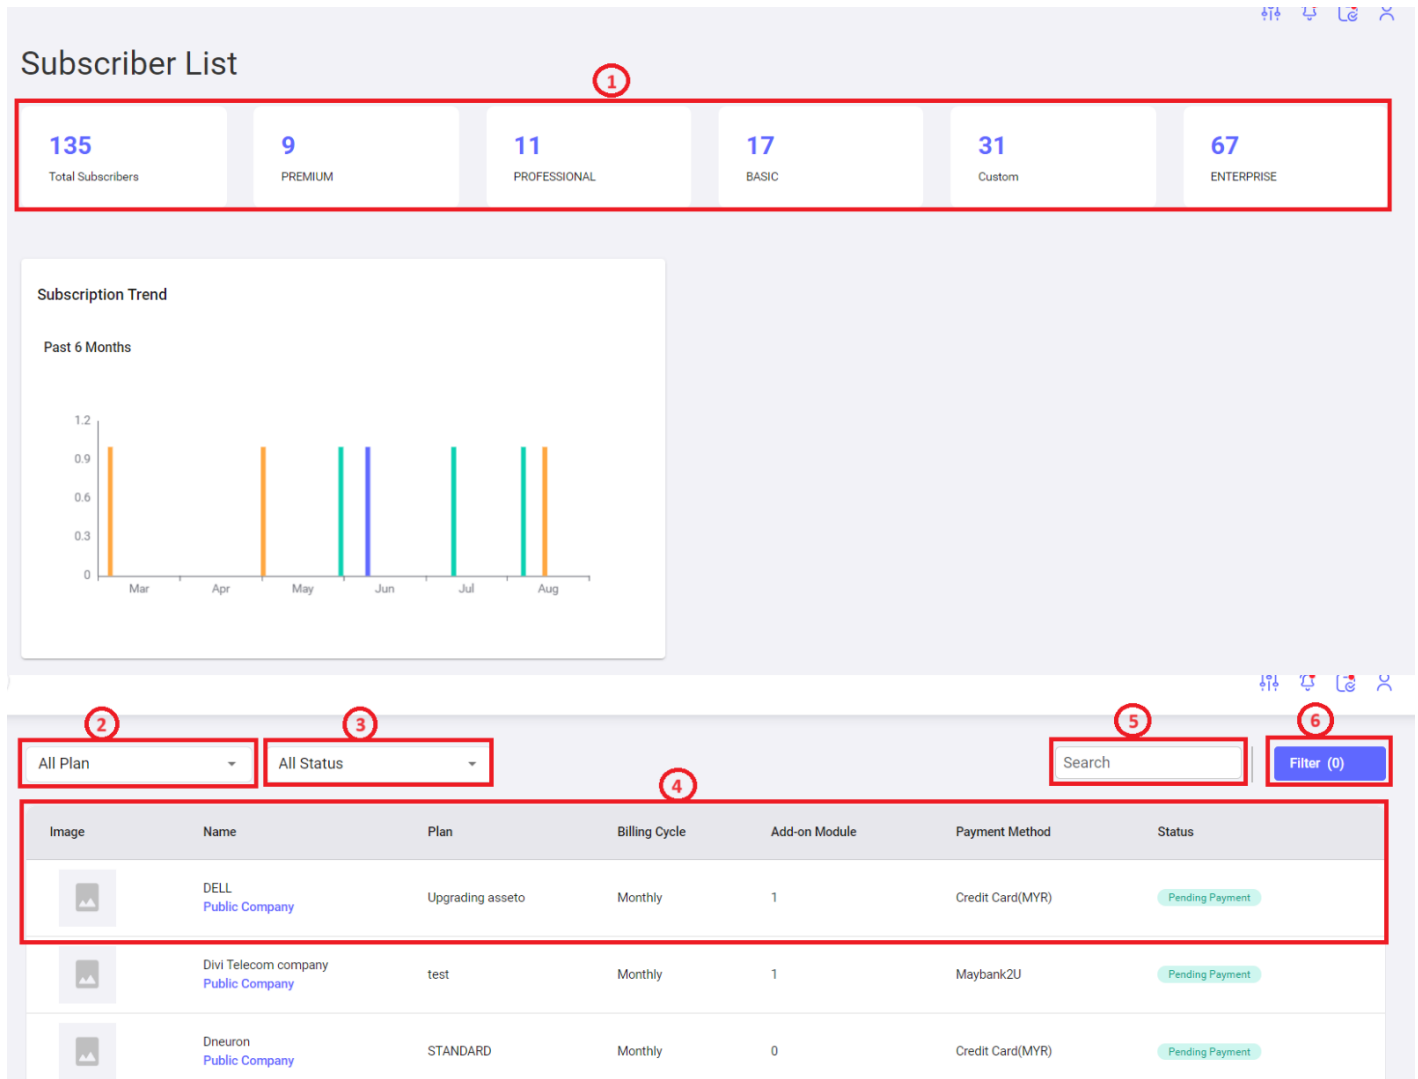 Subscriber List
1
135
Total Subscribers
9
PREMIUM
11
PROFESSIONAL
17
BASIC
31
Custom
67
ENTERPRISE
Subscription Trend
Past 6 Months
1.2
0.9
0.6
0.3
0
Mar Apr May Jun Jul Aug
2 3 5 6
All Plan All Status Search Filter (0)
4
Image Name Plan Billing Cycle Add-on Module Payment Method Status
DELL
Public Company
Upgrading asseto Monthly 1 Credit Card(MYR) Pending Payment
Divi Telecom company
Public Company
test Monthly 1 Maybank2U Pending Payment
Dneuron
Public Company
STANDARD Monthly 0 Credit Card(MYR) Pending Payment